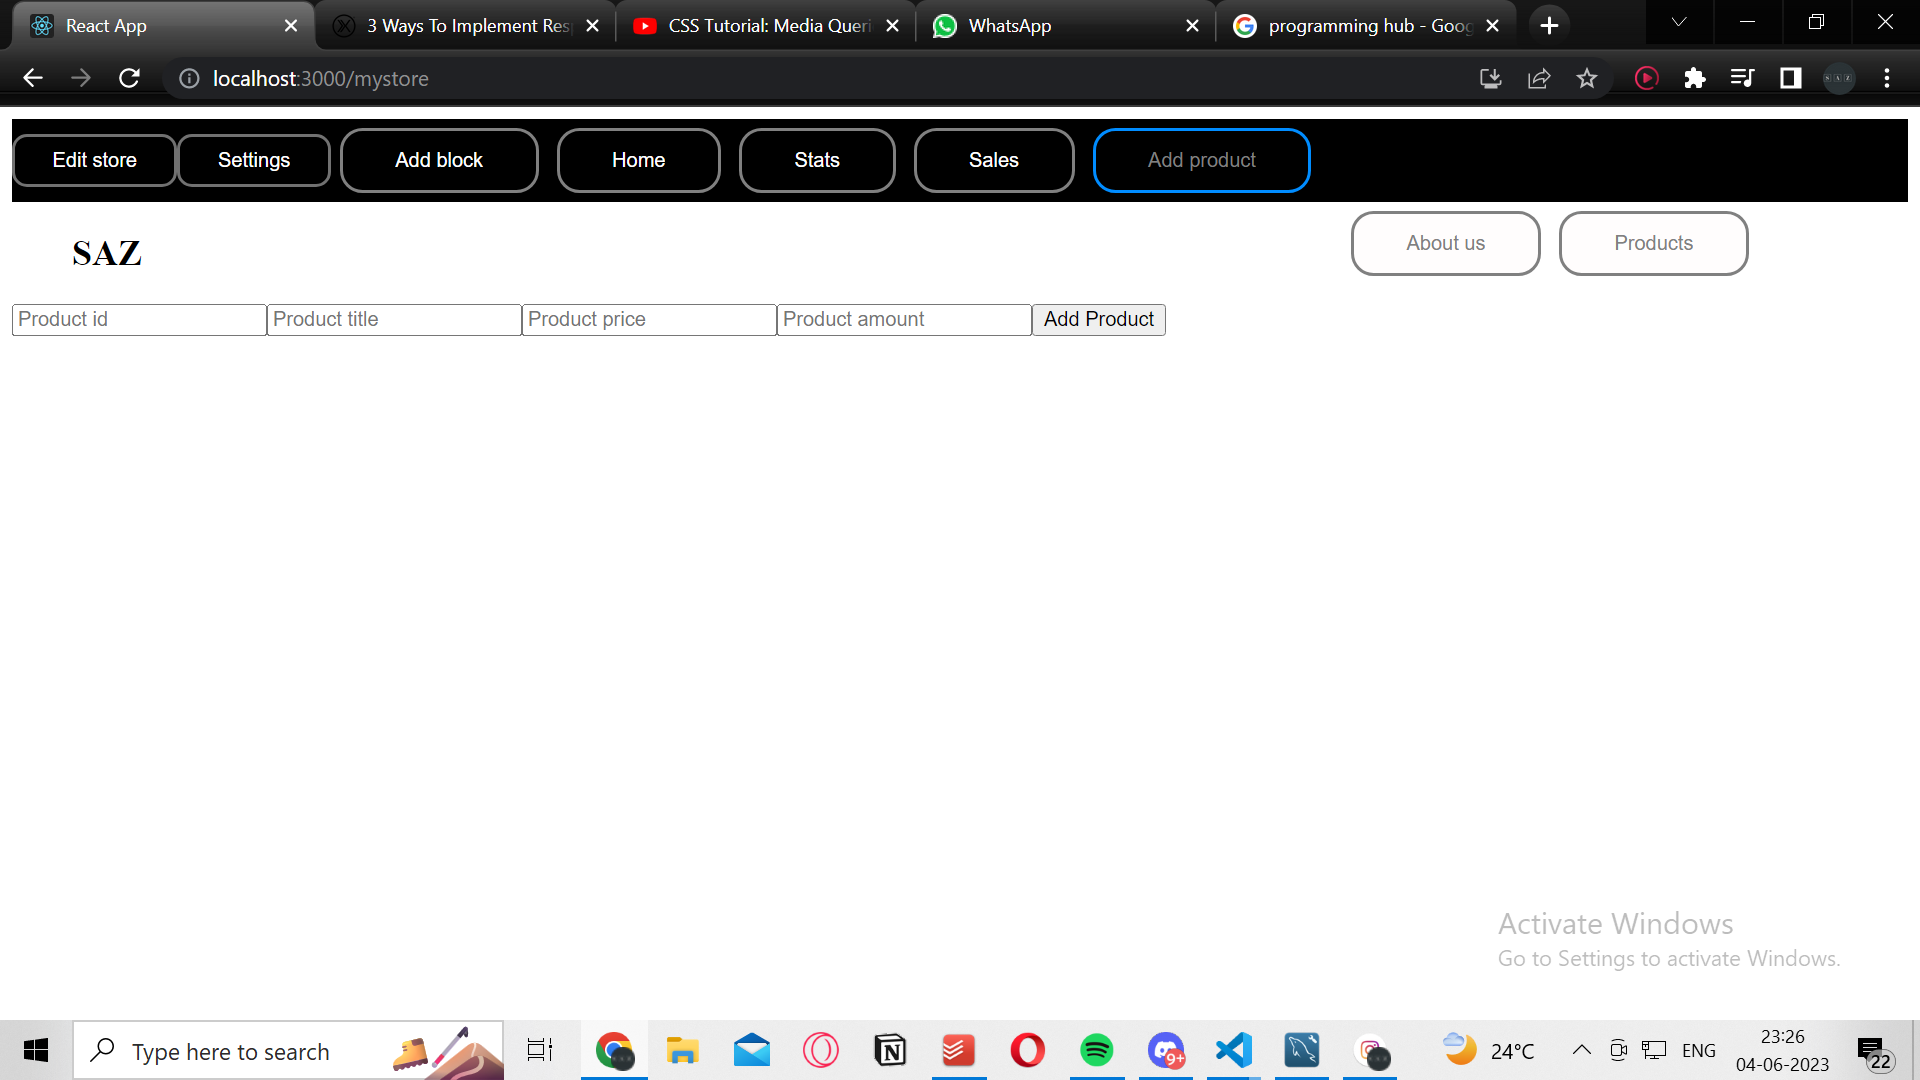 React App
3 Ways To Implement Res
CSS Tutorial: Media Queri
WhatsApp
programming hub - Goog
localhost:3000/mystore
Edit store
Settings
Add block
Home
Stats
Sales
Add product
SAZ
About us
Products
Product id
Product title
Product price
Product amount
Add Product
Activate Windows
Go to Settings to activate Windows.
Type here to search
9+
24°C
ENG
23:26
04-06-2023
22